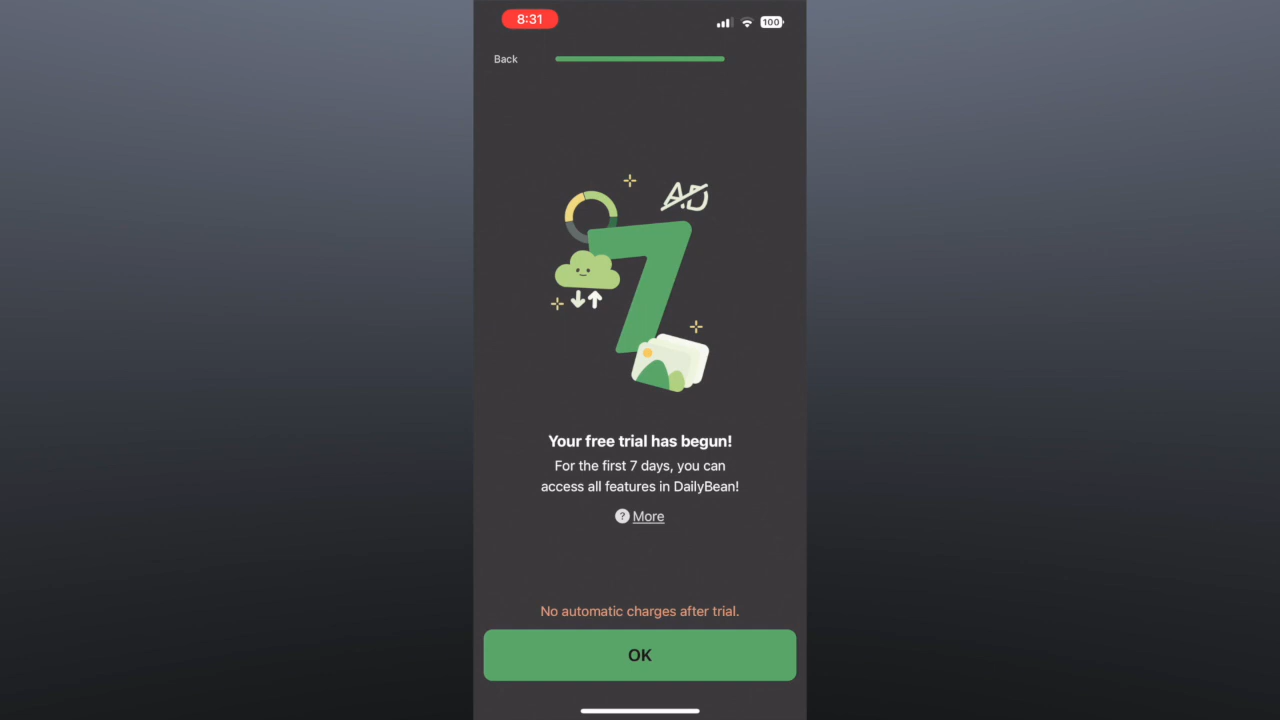 8:31
100
Back
AD
7
Your free trial has begun!
For the first 7 days, you can
access all features in DailyBean!
? More
No automatic charges after trial.
OK